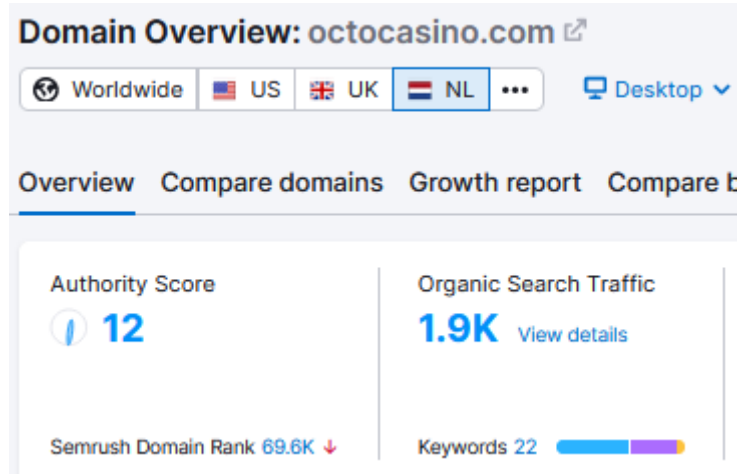 Domain Overview: octocasino.com
Worldwide US UK NL ••• Desktop
Overview Compare domains Growth report Compare b
Authority Score Organic Search Traffic
12 1.9K View details
Semrush Domain Rank 69.6K ↓ Keywords 22